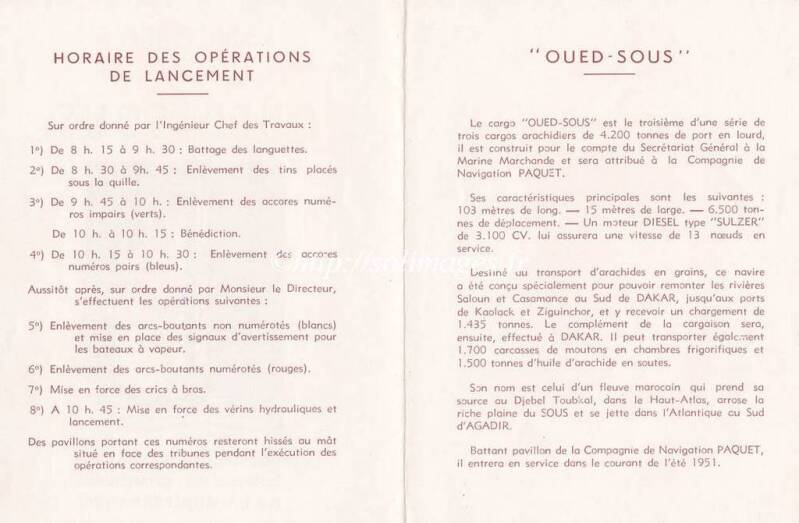 HORAIRE DES OPÉRATIONS
DE LANCEMENT
Sur ordre donné par l'Ingénieur Chef des Travaux :
1º) De 8 h. 15 à 9 h. 30 : Battage des languettes.
2º) De 8 h. 30 à 9h. 45 : Enlèvement des tins placés
sous la quille.
3º) De 9 h. 45 à 10 h. : Enlèvement des accores numé-
ros impairs (verts).
De 10 h. à 10 h. 15 : Bénédiction.
4º) De 10 h. 15 à 10 h. 30 : Enlèvement des accores
numéros pairs (bleus).
Aussitôt après, sur ordre donné par Monsieur le Directeur,
s'effectuent les opérations suivantes :
5º) Enlèvement des arcs-boutants non numérotés (blancs)
et mise en place des signaux d'avertissement pour
les bateaux à vapeur.
6º) Enlèvement des arcs-boutants numérotés (rouges).
7º) Mise en force des crics à bras.
8º) A 10 h. 45 : Mise en force des vérins hydrauliques et
lancement.
Des pavillons portant ces numéros resteront hissés au mât
situé en face des tribunes pendant l'exécution des
opérations correspondantes.
"OUED-SOUS"
Le cargo "OUED-SOUS" est le troisième d'une série de
trois cargos arachidiers de 4.200 tonnes de port en lourd,
il est construit pour le compte du Secrétariat Général à la
Marine Marchande et sera attribué à la Compagnie de
Navigation PAQUET.
Ses caractéristiques principales sont les suivantes :
103 mètres de long. — 15 mètres de large. — 6.500 ton-
nes de déplacement. — Un moteur DIESEL type "SULZER"
de 3.100 CV. lui assurera une vitesse de 13 nœuds en
service.
Destiné au transport d'arachides en grains, ce navire
a été conçu spécialement pour pouvoir remonter les rivières
Saloun et Casamance au Sud de DAKAR, jusqu'aux ports
de Kaolack et Ziguinchor, et y recevoir un chargement de
1.435 tonnes. Le complément de la cargaison sera,
ensuite, effectué à DAKAR. Il peut transporter également
1.700 carcasses de moutons en chambres frigorifiques et
1.500 tonnes d'huile d'arachide en soutes.
Son nom est celui d'un fleuve marocain qui prend sa
source au Djebel Toubkal, dans le Haut-Atlas, arrose la
riche plaine du SOUS et se jette dans l'Atlantique au Sud
d'AGADIR.
Battant pavillon de la Compagnie de Navigation PAQUET,
il entrera en service dans le courant de l'été 1951.
©http://sofimages.fr